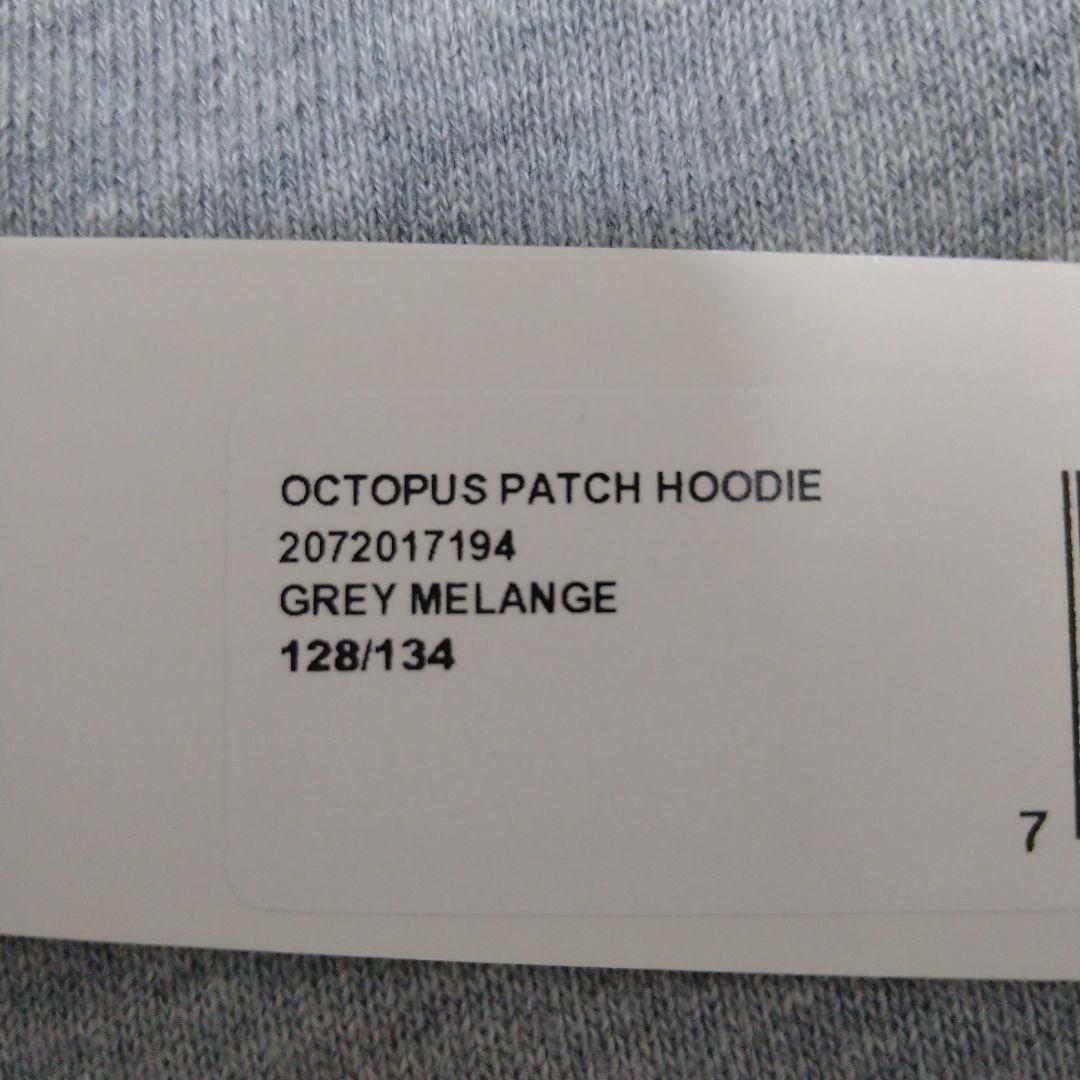 OCTOPUS PATCH HOODIE
2072017194
GREY MELANGE
128/134
7